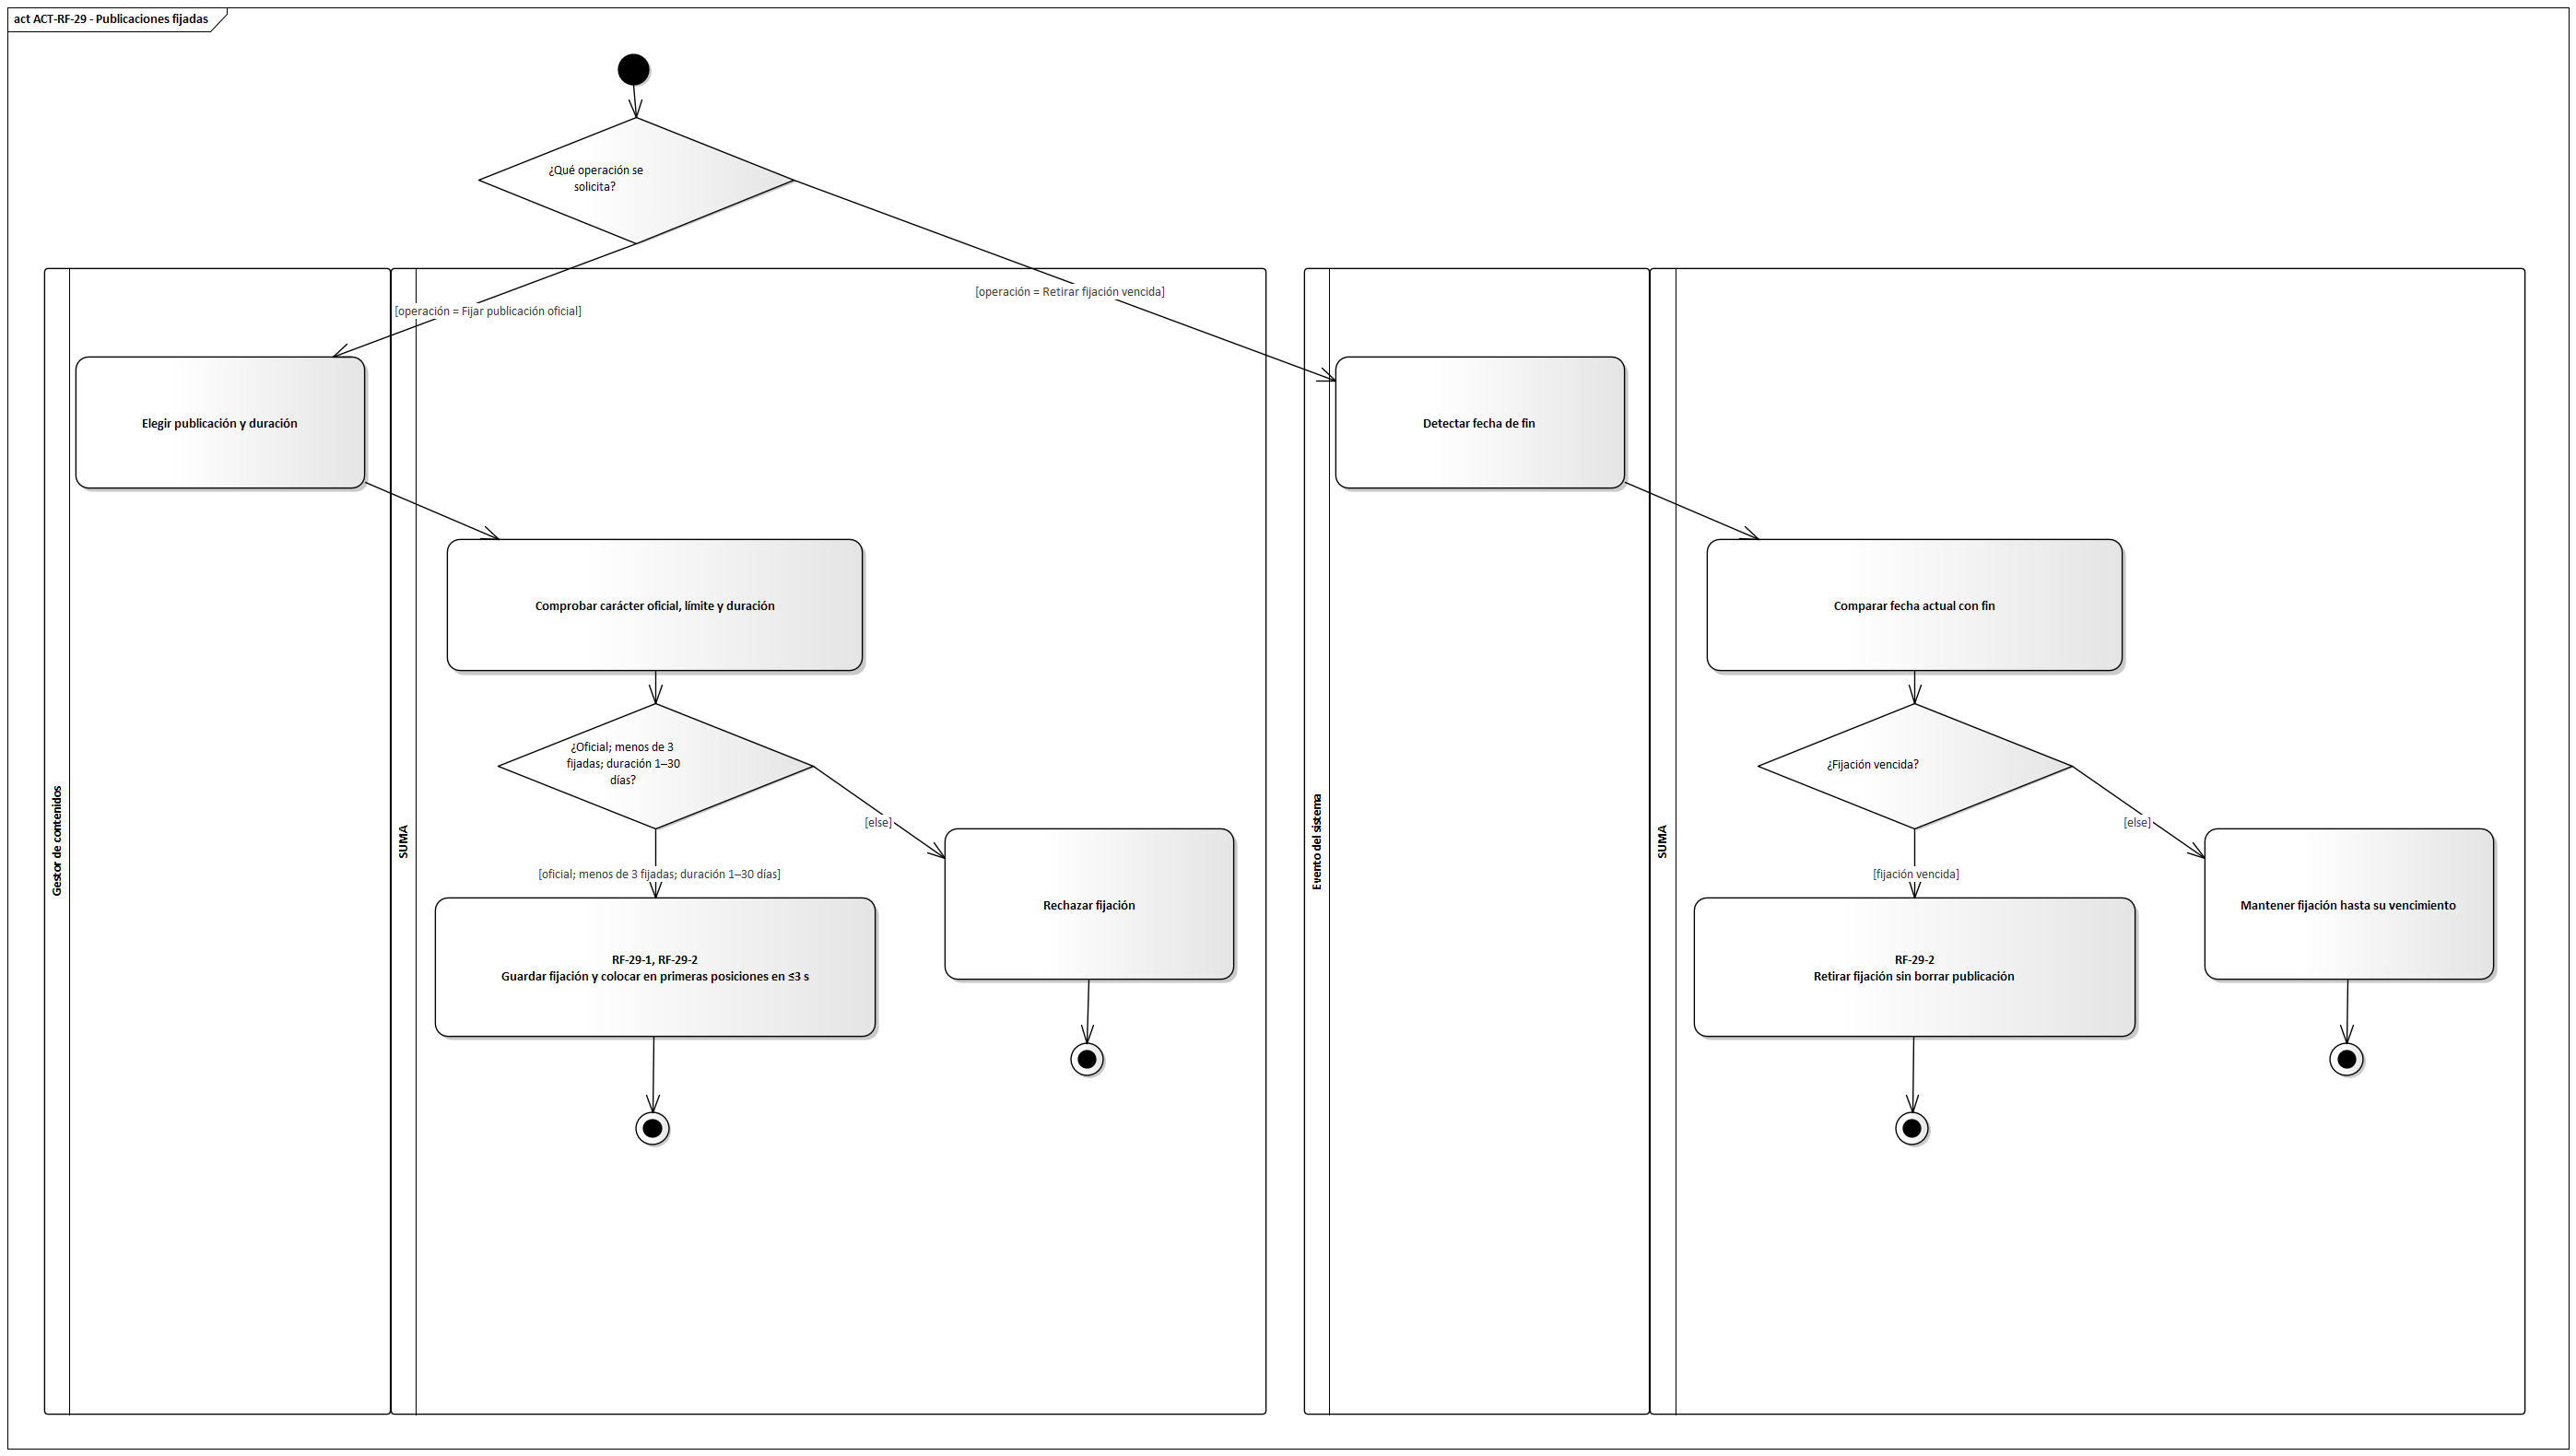 act ACT-RF-29 - Publicaciones fijadas
¿Qué operación se
solicita?
[operación = Retirar fijación vencida]
[operación = Fijar publicación oficial]
Gestor de contenidos
Elegir publicación y duración
SUMA
Comprobar carácter oficial, límite y duración
¿Oficial; menos de 3
fijadas; duración 1–30
días?
[else]
[oficial; menos de 3 fijadas; duración 1–30 días]
Rechazar fijación
RF-29-1, RF-29-2
Guardar fijación y colocar en primeras posiciones en ≤3 s
Evento del sistema
Detectar fecha de fin
SUMA
Comparar fecha actual con fin
¿Fijación vencida?
[else]
[fijación vencida]
Mantener fijación hasta su vencimiento
RF-29-2
Retirar fijación sin borrar publicación